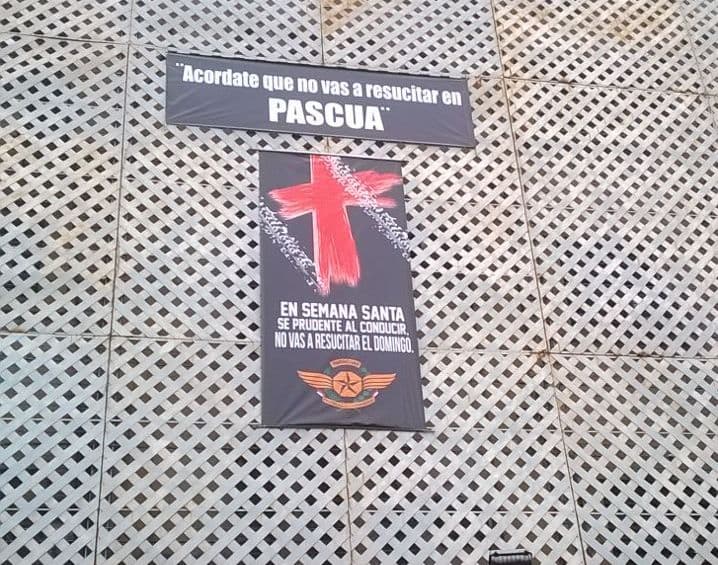 ¨Acordate que no vas a resucitar en
PASCUA¨
EN SEMANA SANTA
SE PRUDENTE AL CONDUCIR,
NO VAS A RESUCITAR EL DOMINGO.